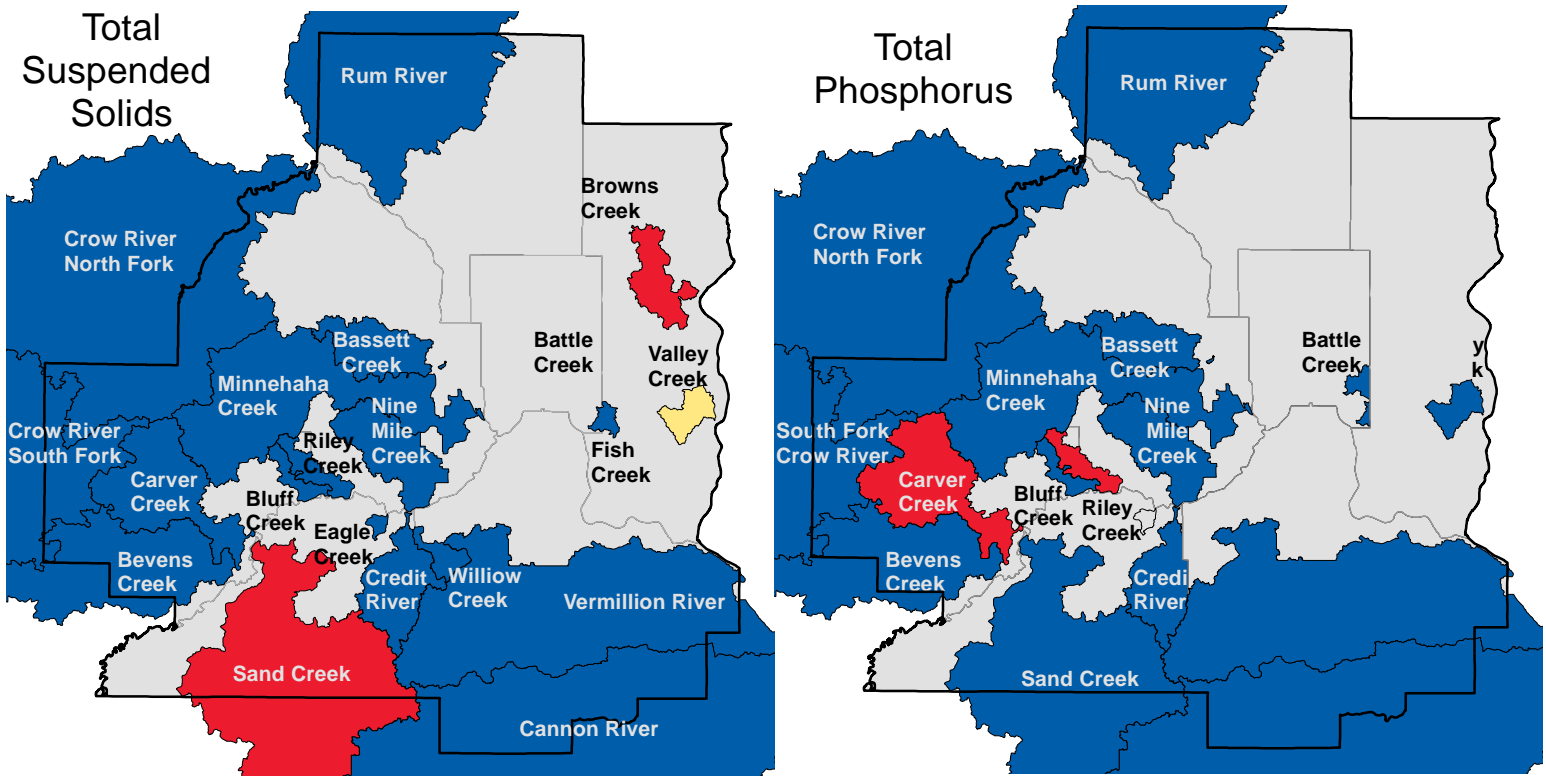 Total
Suspended
Solids
Rum River
Browns
Creek
Crow River
North Fork
Bassett
Creek
Battle
Creek
Valley
Creek
Minnehaha
Creek
Nine
Mile
Creek
Crow River
South Fork
Riley
Creek
Fish
Creek
Carver
Creek
Bluff
Creek
Eagle
Creek
Bevens
Creek
Credit
River
Williow
Creek
Vermillion River
Sand Creek
Cannon River
Total
Phosphorus
Rum River
Crow River
North Fork
Bassett
Creek
Battle
Creek
y
k
Minnehaha
Creek
Nine
Mile
Creek
South Fork
Crow River
Carver
Creek
Bluff
Creek
Riley
Creek
Bevens
Creek
Credi
River
Sand Creek